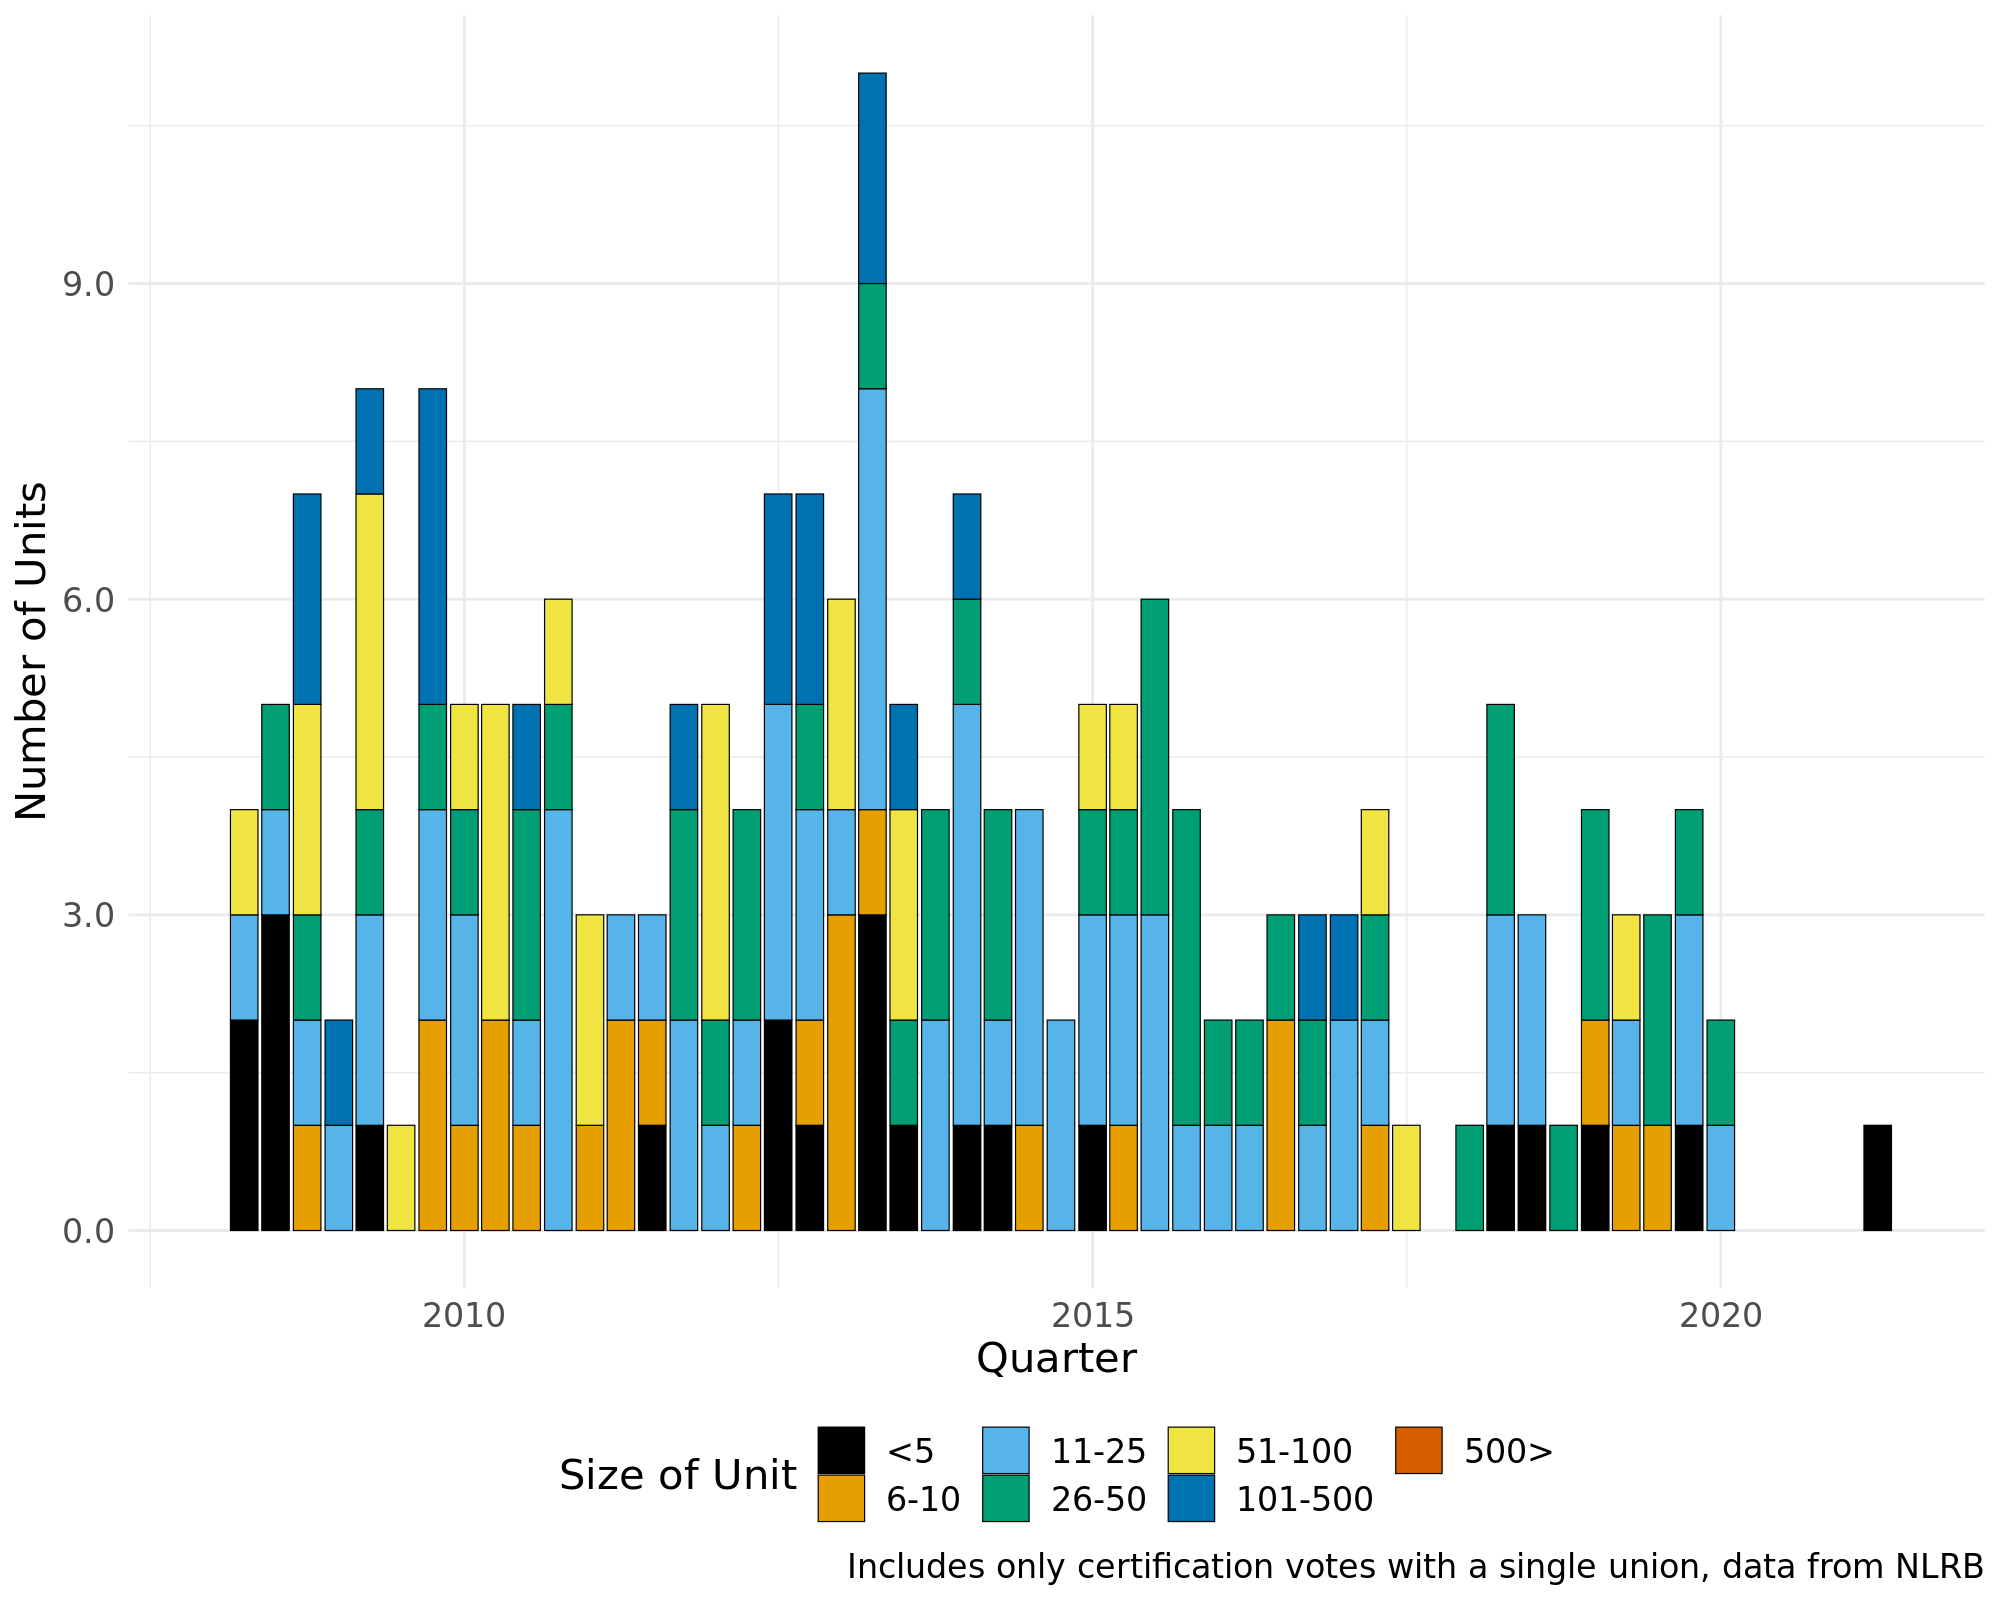 Number of Units
9.0
6.0
3.0
0.0
2010 2015 2020
Quarter
Size of Unit
<5 11-25 51-100 500>
6-10 26-50 101-500
Includes only certification votes with a single union, data from NLRB